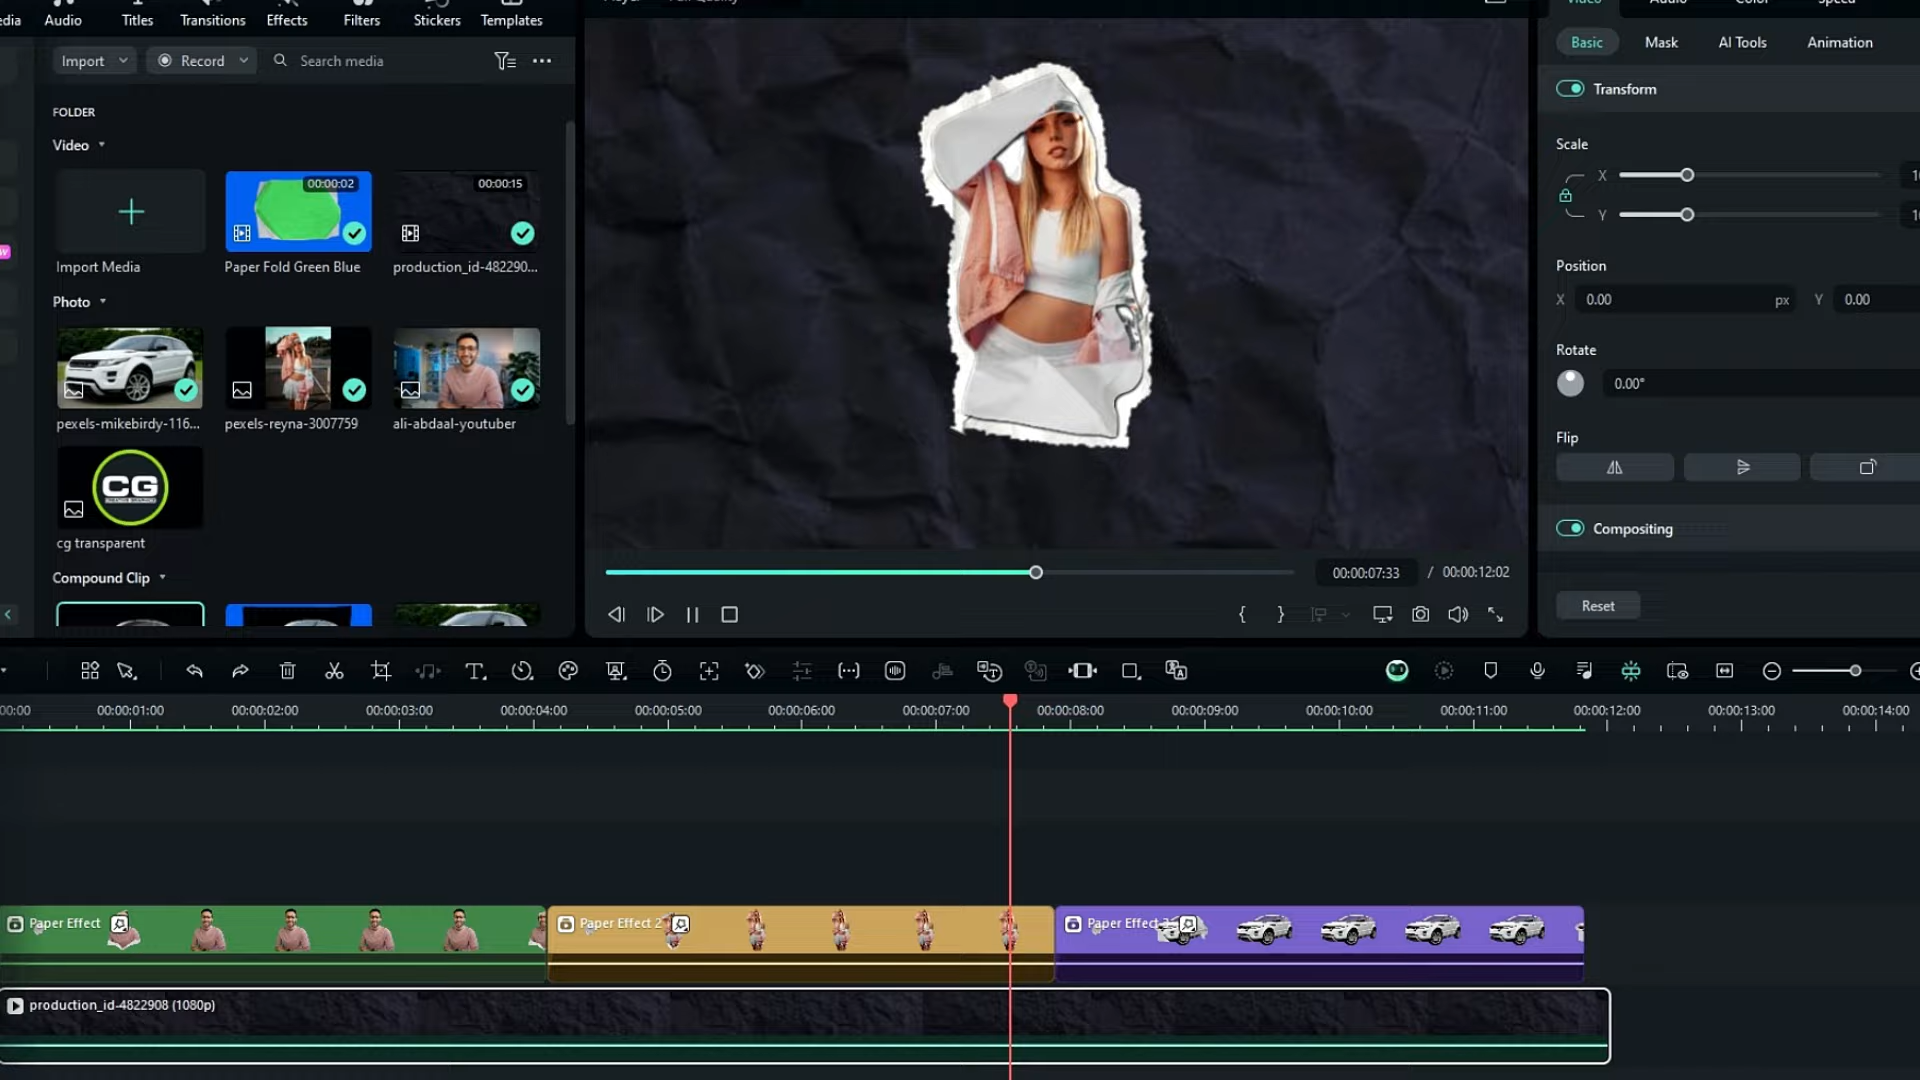 Audio
Titles
Transitions
Effects
Filters
Stickers
Templates
Import
Record
Search media
FOLDER
Video
00:00:02
00:00:15
Import Media
Paper Fold Green Blue
production_id-482290...
Photo
pexels-mikebirdy-116...
pexels-reyna-3007759
ali-abdaal-youtuber
CG
cg transparent
Compound Clip
00:00:07:33 / 00:00:12:02
Basic
Mask
AI Tools
Animation
Transform
Scale
X
Y
Position
X 0.00 px Y 0.00
Rotate
0.00°
Flip
Compositing
Reset
00:00
00:00:01:00
00:00:02:00
00:00:03:00
00:00:04:00
00:00:05:00
00:00:06:00
00:00:07:00
00:00:08:00
00:00:09:00
00:00:10:00
00:00:11:00
00:00:12:00
00:00:13:00
00:00:14:00
Paper Effect
Paper Effect 2
Paper Effect
production_id-4822908 (1080p)